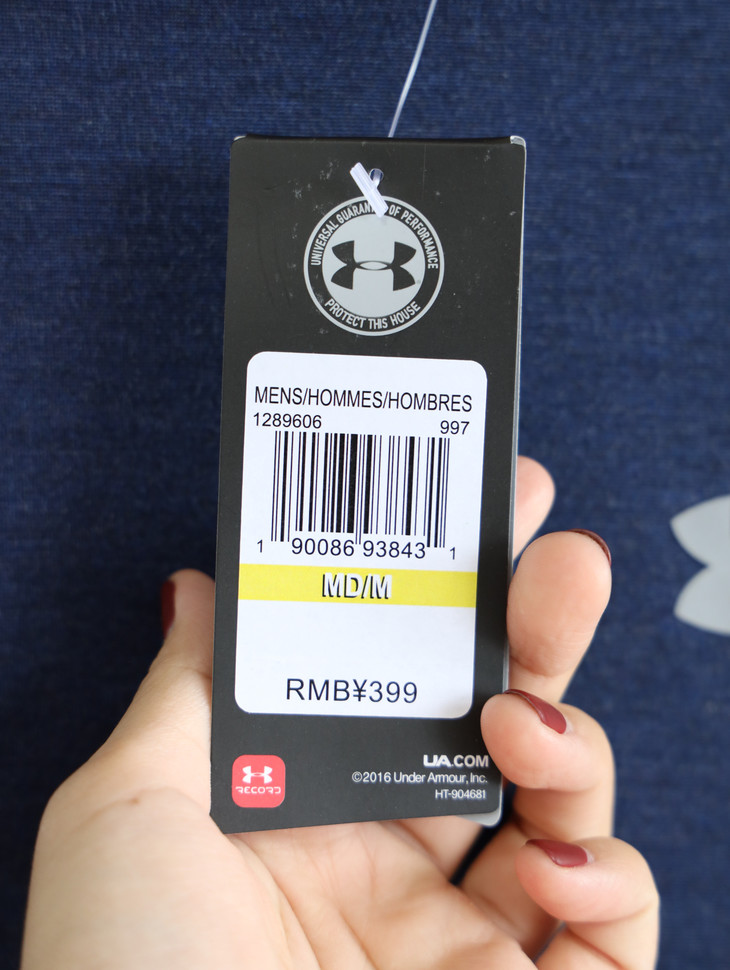 UNIVERSAL GUARANTEE OF PERFORMANCE
PROTECT THIS HOUSE
MENS/HOMMES/HOMBRES
1289606 997
1 90086 93843 1
MD/M
RMB¥399
UA.COM
©2016 Under Armour, Inc.
HT-904681
RECORD